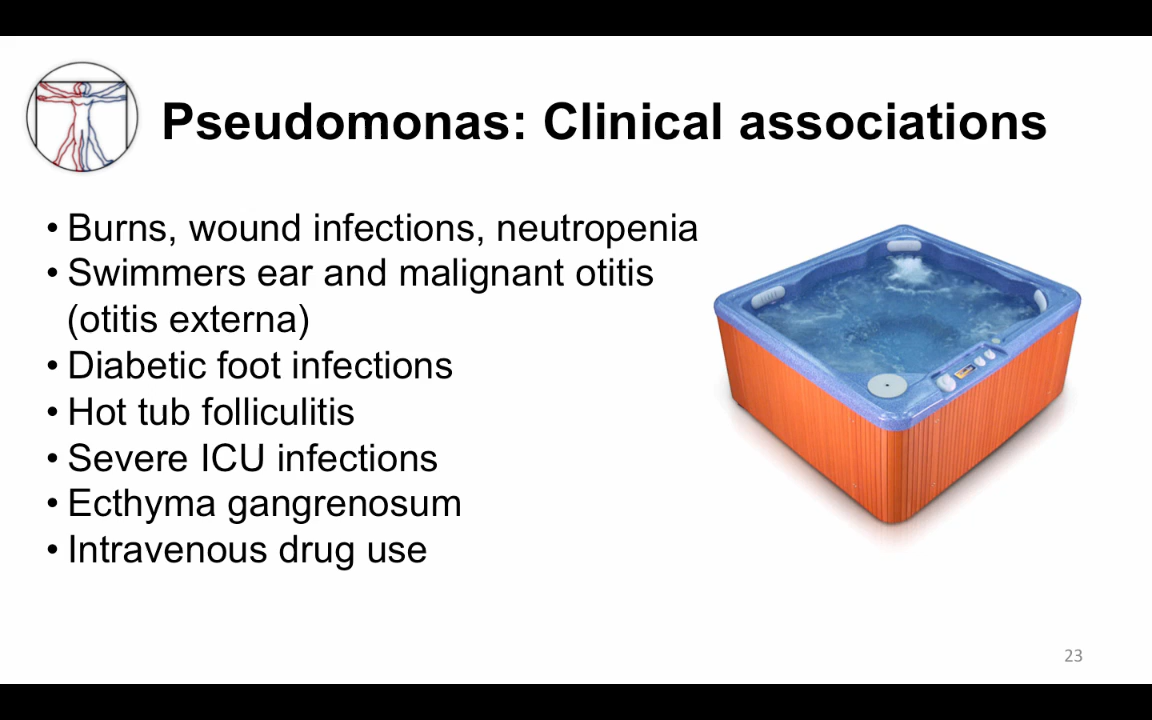 Pseudomonas: Clinical associations
• Burns, wound infections, neutropenia
• Swimmers ear and malignant otitis
(otitis externa)
• Diabetic foot infections
• Hot tub folliculitis
• Severe ICU infections
• Ecthyma gangrenosum
• Intravenous drug use
23